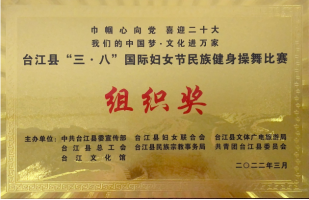 巾帼心向党 喜迎二十大
我们的中国梦·文化进万家
台江县“三·八”国际妇女节民族健身操舞比赛
组织奖
主办单位：中共台江县委宣传部 台江县妇女联合会 台江县文体广电旅游局
台江县总工会 台江县民族宗教事务局 共青团台江县委员会
台江文化馆
二〇二二年三月